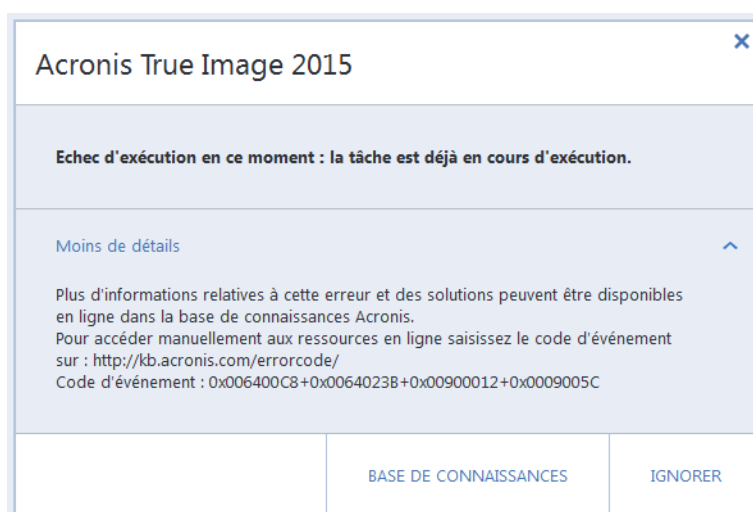 Acronis True Image 2015
Echec d'exécution en ce moment : la tâche est déjà en cours d'exécution.
Moins de détails
Plus d'informations relatives à cette erreur et des solutions peuvent être disponibles
en ligne dans la base de connaissances Acronis.
Pour accéder manuellement aux ressources en ligne saisissez le code d'événement
sur : http://kb.acronis.com/errorcode/
Code d'événement : 0x006400C8+0x0064023B+0x00900012+0x0009005C
BASE DE CONNAISSANCES
IGNORER